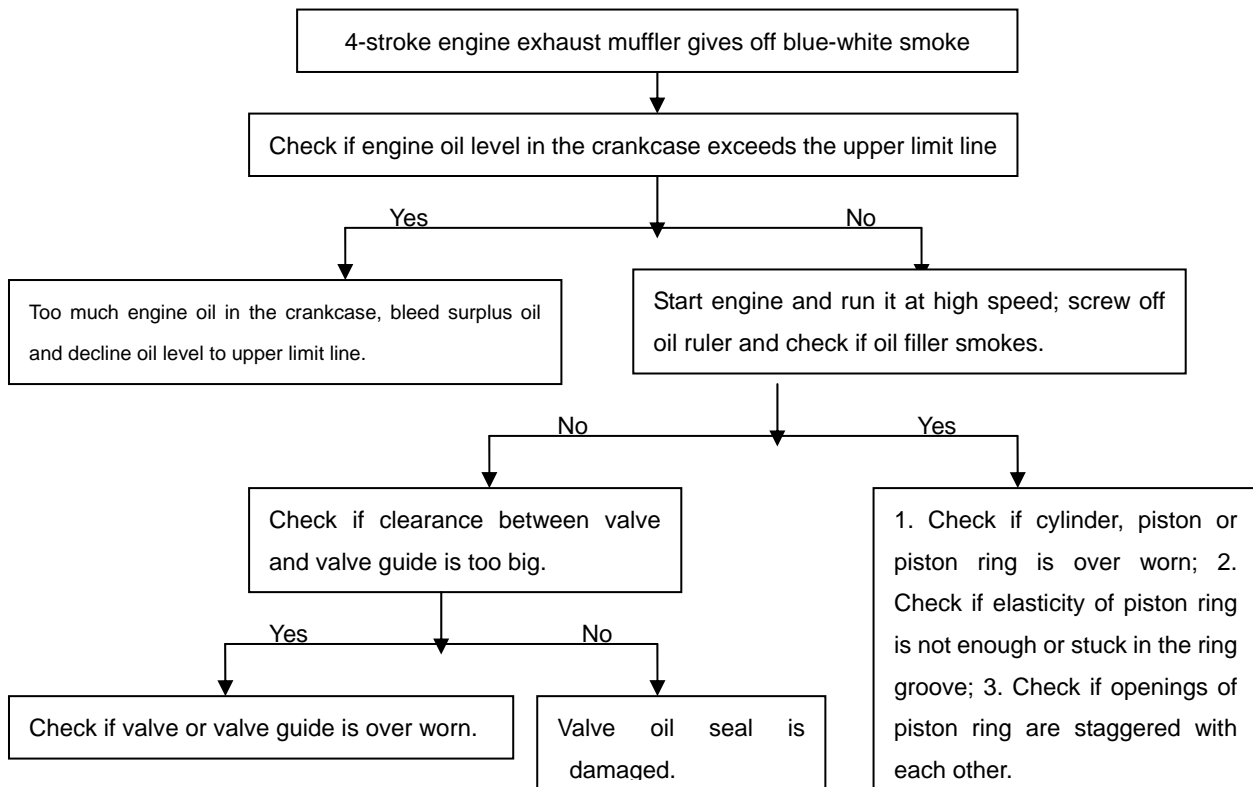 4-stroke engine exhaust muffler gives off blue-white smoke
Check if engine oil level in the crankcase exceeds the upper limit line
Yes
No
Too much engine oil in the crankcase, bleed surplus oil
and decline oil level to upper limit line.
Start engine and run it at high speed; screw off
oil ruler and check if oil filler smokes.
No
Yes
Check if clearance between valve
and valve guide is too big.
1. Check if cylinder, piston or
piston ring is over worn; 2.
Check if elasticity of piston ring
is not enough or stuck in the ring
groove; 3. Check if openings of
piston ring are staggered with
each other.
Yes
No
Check if valve or valve guide is over worn.
Valve oil seal is
damaged.